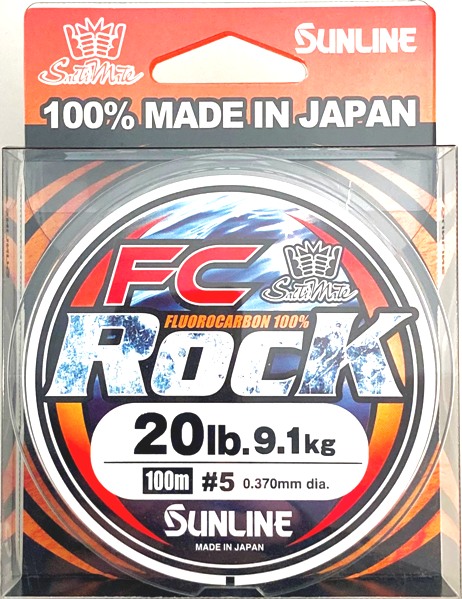 SaltiMate SUNLINE
100% MADE IN JAPAN
FC SaltiMate
FLUOROCARBON 100%
ROCK
20lb. 9.1kg
100m #5 0.370mm dia.
SUNLINE
MADE IN JAPAN